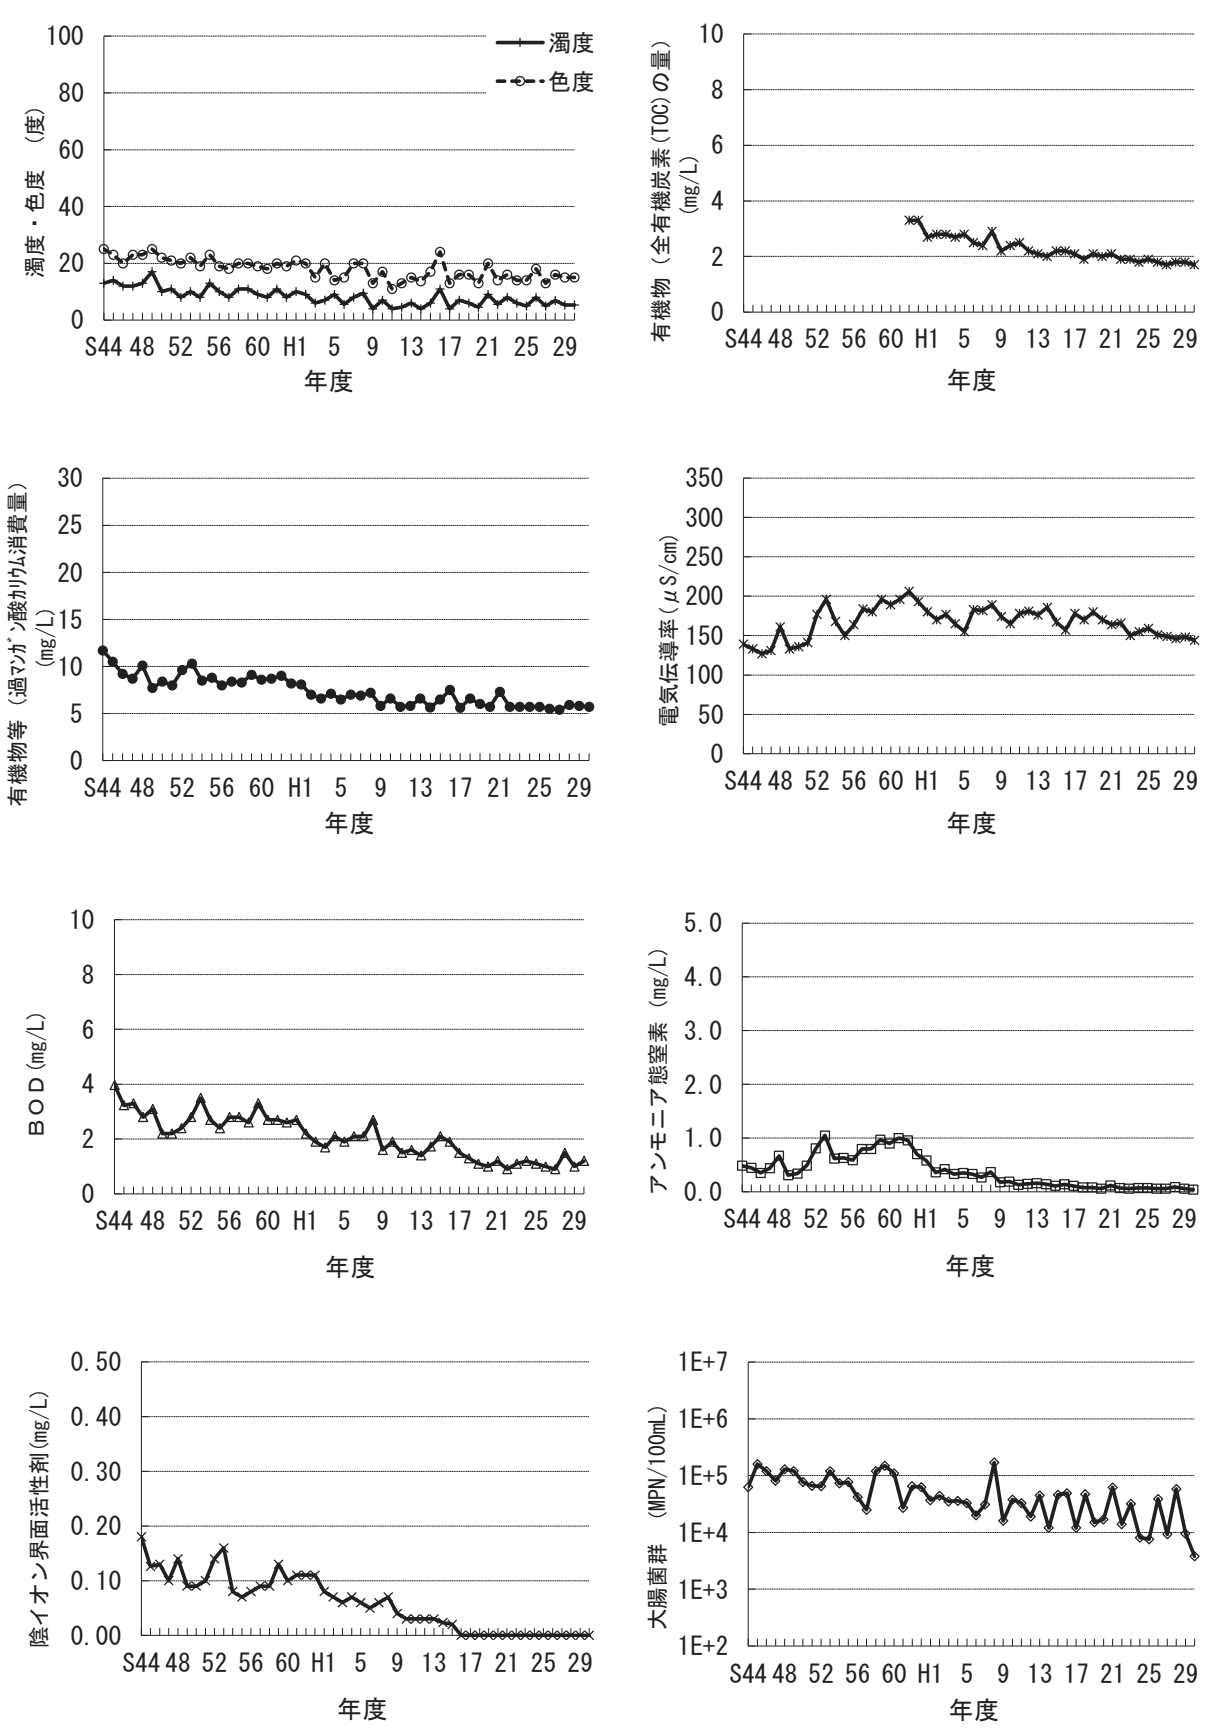 濁度
色度
100
80
60
40
20
0
濁度・色度 (度)
S44 48 52 56 60 H1 5 9 13 17 21 25 29
年度
10
8
6
4
2
0
有機物 (全有機炭素(TOC)の量)
(mg/L)
S44 48 52 56 60 H1 5 9 13 17 21 25 29
年度
30
25
20
15
10
5
0
有機物等 (過マンガン酸カリウム消費量)
(mg/L)
S44 48 52 56 60 H1 5 9 13 17 21 25 29
年度
350
300
250
200
150
100
50
0
電気伝導率(μS/cm)
S44 48 52 56 60 H1 5 9 13 17 21 25 29
年度
10
8
6
4
2
0
BOD(mg/L)
S44 48 52 56 60 H1 5 9 13 17 21 25 29
年度
5.0
4.0
3.0
2.0
1.0
0.0
アンモニア態窒素 (mg/L)
S44 48 52 56 60 H1 5 9 13 17 21 25 29
年度
0.50
0.40
0.30
0.20
0.10
0.00
陰イオン界面活性剤(mg/L)
S44 48 52 56 60 H1 5 9 13 17 21 25 29
年度
1E+7
1E+6
1E+5
1E+4
1E+3
1E+2
大腸菌群 (MPN/100mL)
S44 48 52 56 60 H1 5 9 13 17 21 25 29
年度